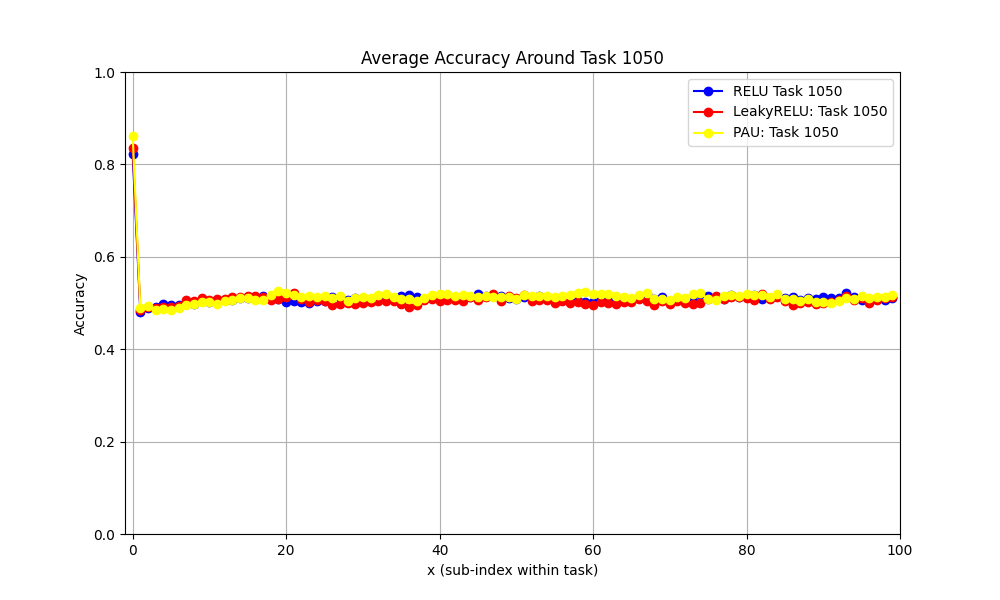 Average Accuracy Around Task 1050
RELU Task 1050
LeakyRELU: Task 1050
PAU: Task 1050
Accuracy
1.0
0.8
0.6
0.4
0.2
0.0
0 20 40 60 80 100
x (sub-index within task)